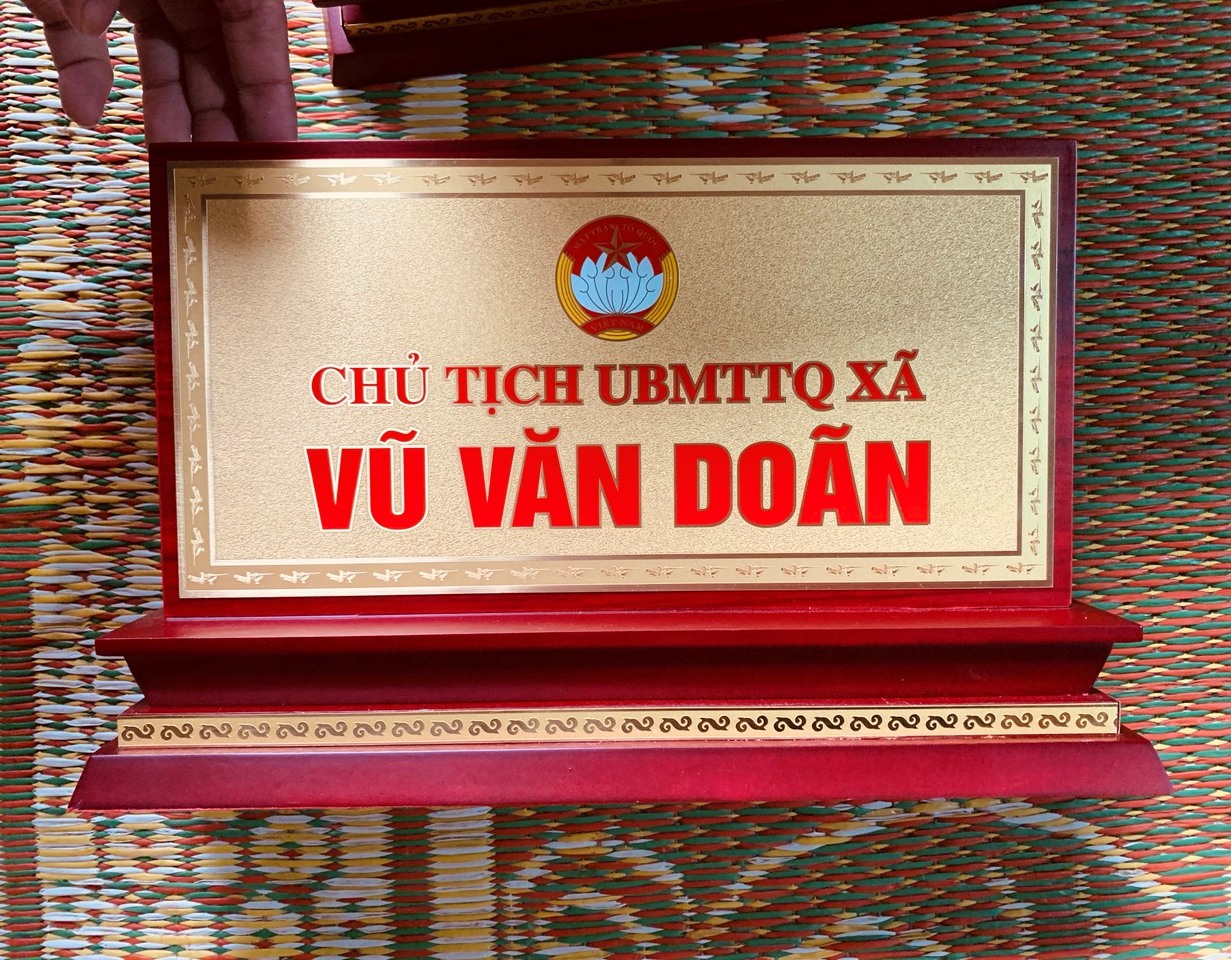 MẶT TRẬN TỔ QUỐC
VIỆT NAM
CHỦ TỊCH UBMTTQ XÃ
VŨ VĂN DOÃN